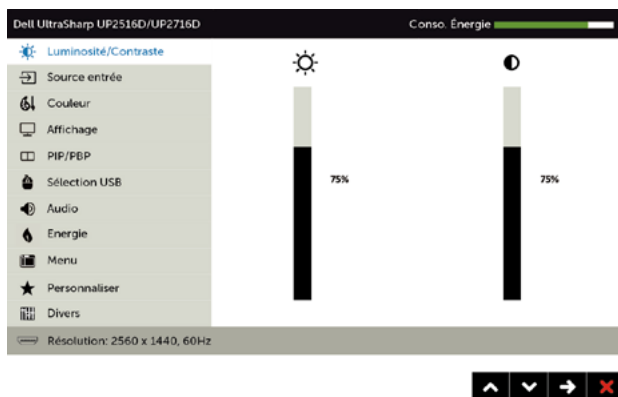 Dell UltraSharp UP2516D/UP2716D
Conso. Énergie
Luminosité/Contraste
Source entrée
Couleur
Affichage
PIP/PBP
Sélection USB
Audio
Energie
Menu
Personnaliser
Divers
75%
75%
Résolution: 2560 x 1440, 60Hz